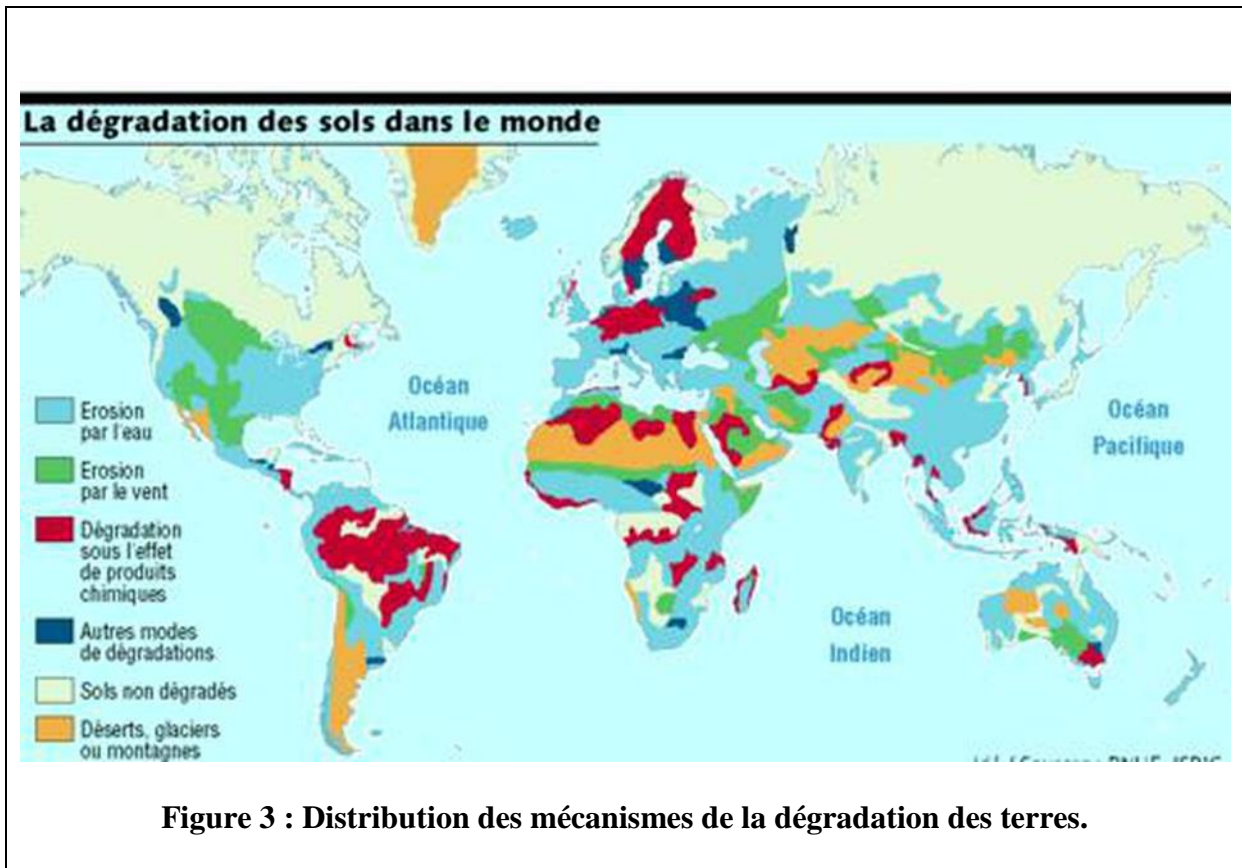 La dégradation des sols dans le monde
Océan
Atlantique
Océan
Pacifique
Océan
Indien
Erosion
par l'eau
Erosion
par le vent
Dégradation
sous l'effet
de produits
chimiques
Autres modes
de dégradations
Sols non dégradés
Déserts, glaciers
ou montagnes
Figure 3 : Distribution des mécanismes de la dégradation des terres.